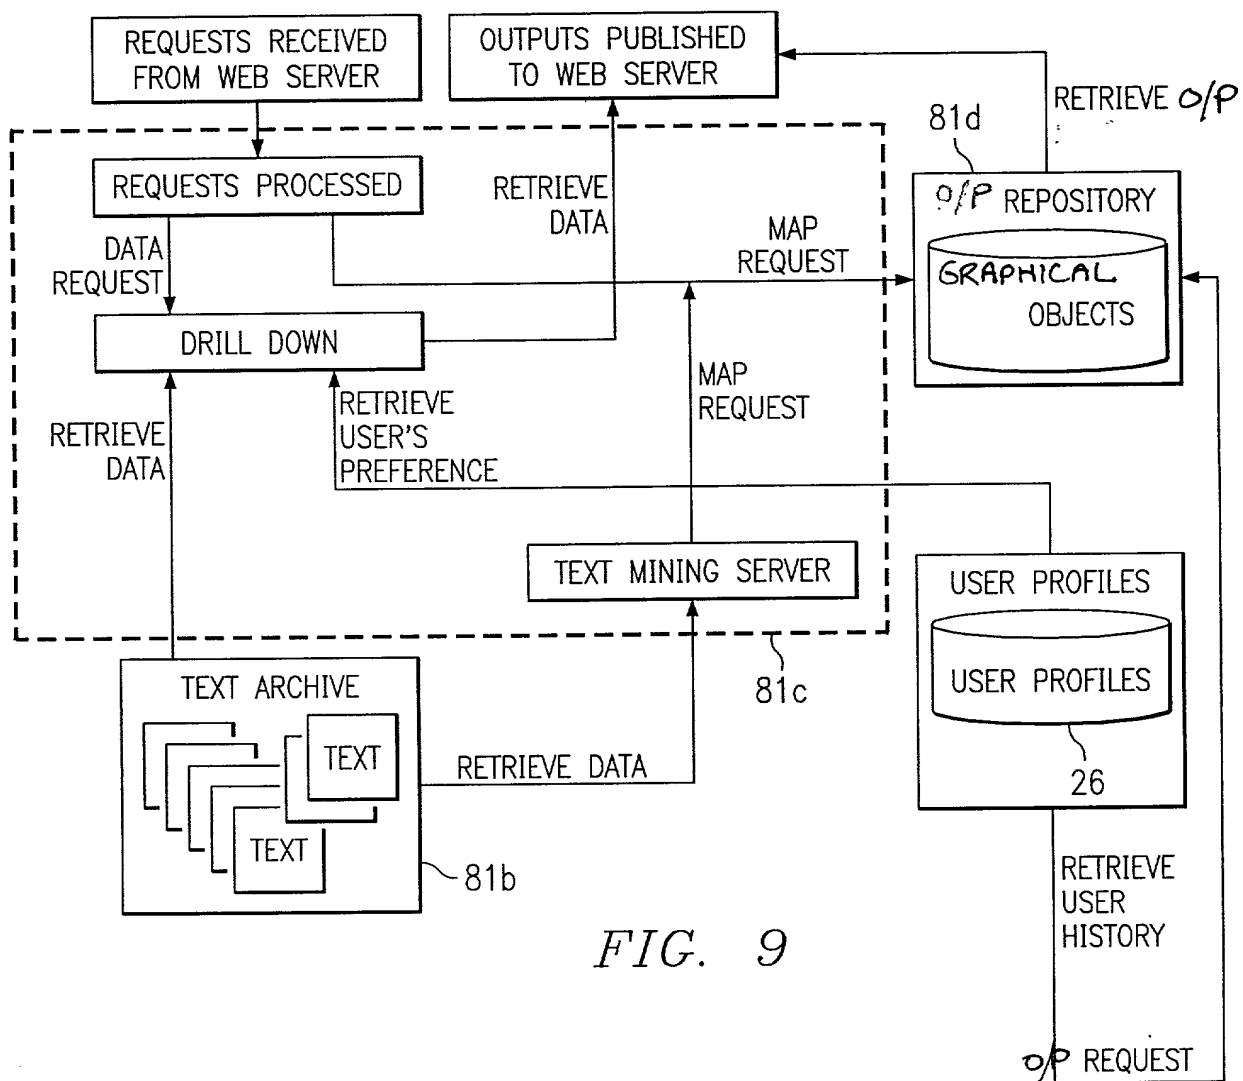 REQUESTS RECEIVED
FROM WEB SERVER
OUTPUTS PUBLISHED
TO WEB SERVER
RETRIEVE O/P
81d
REQUESTS PROCESSED
RETRIEVE
DATA
O/P REPOSITORY
DATA
REQUEST
MAP
REQUEST
GRAPHICAL
OBJECTS
DRILL DOWN
MAP
REQUEST
RETRIEVE
DATA
RETRIEVE
USER'S
PREFERENCE
TEXT MINING SERVER
USER PROFILES
USER PROFILES
81c
TEXT ARCHIVE
TEXT
TEXT
RETRIEVE DATA
26
81b
RETRIEVE
USER
HISTORY
FIG. 9
O/P REQUEST